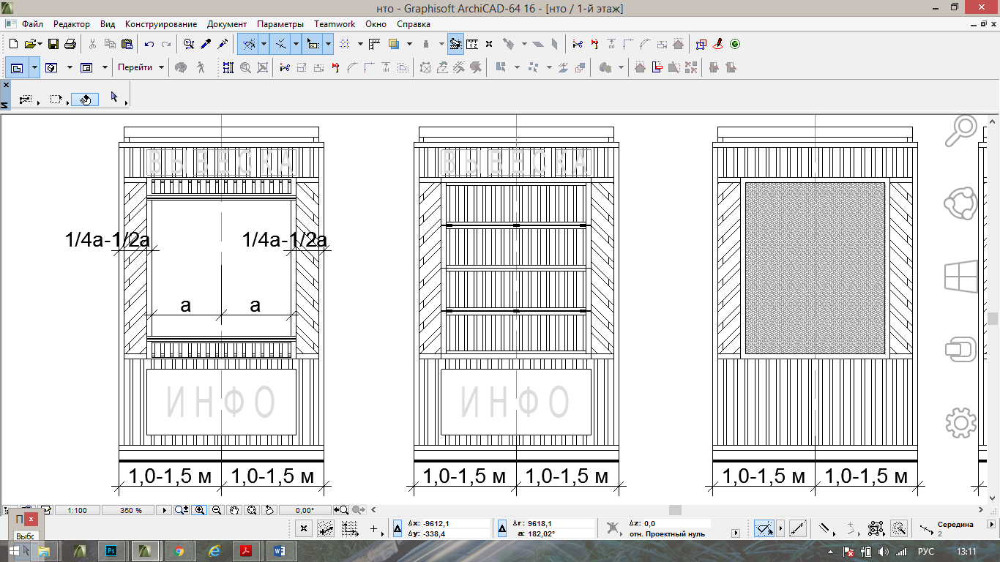 нто - Graphisoft ArchiCAD-64 16 - [нто / 1-й этаж]
Файл Редактор Вид Конструирование Документ Параметры Teamwork Окно Справка
Перейти
ВЫВЕСКА ВЫВЕСКА
1/4a-1/2a 1/4a-1/2a
a a
ИНФО ИНФО
1,0-1,5 м 1,0-1,5 м 1,0-1,5 м 1,0-1,5 м 1,0-1,5 м 1,0-1,5 м
1:100 350 % 0,00°
П
Выбс
Δx: -9612,1 Δr: 9618,1 Δz: 0,0 Середина
Δy: -338,4 a: 182,02° отн. Проектный нуль 2
Ps
РУС 13:11